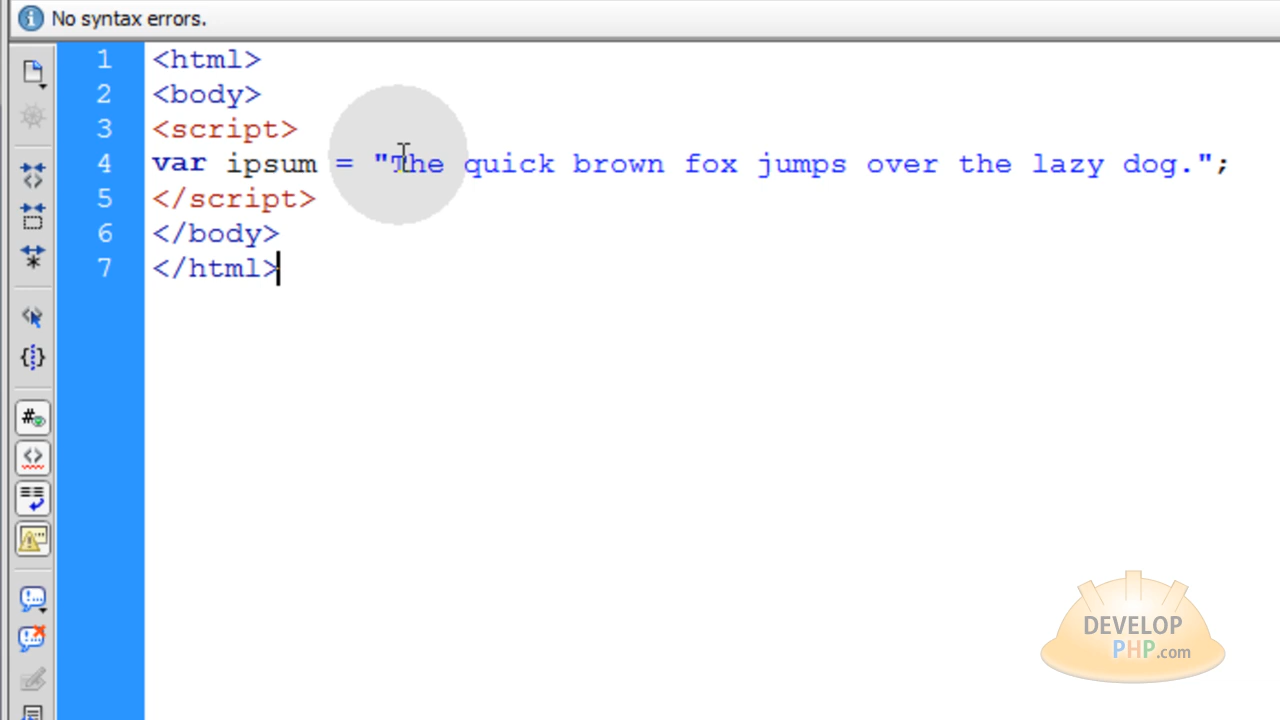 No syntax errors.
1 <html>
2 <body>
3 <script>
4 var ipsum = "The quick brown fox jumps over the lazy dog.";
5 </script>
6 </body>
7 </html>
DEVELOP
PHP.com